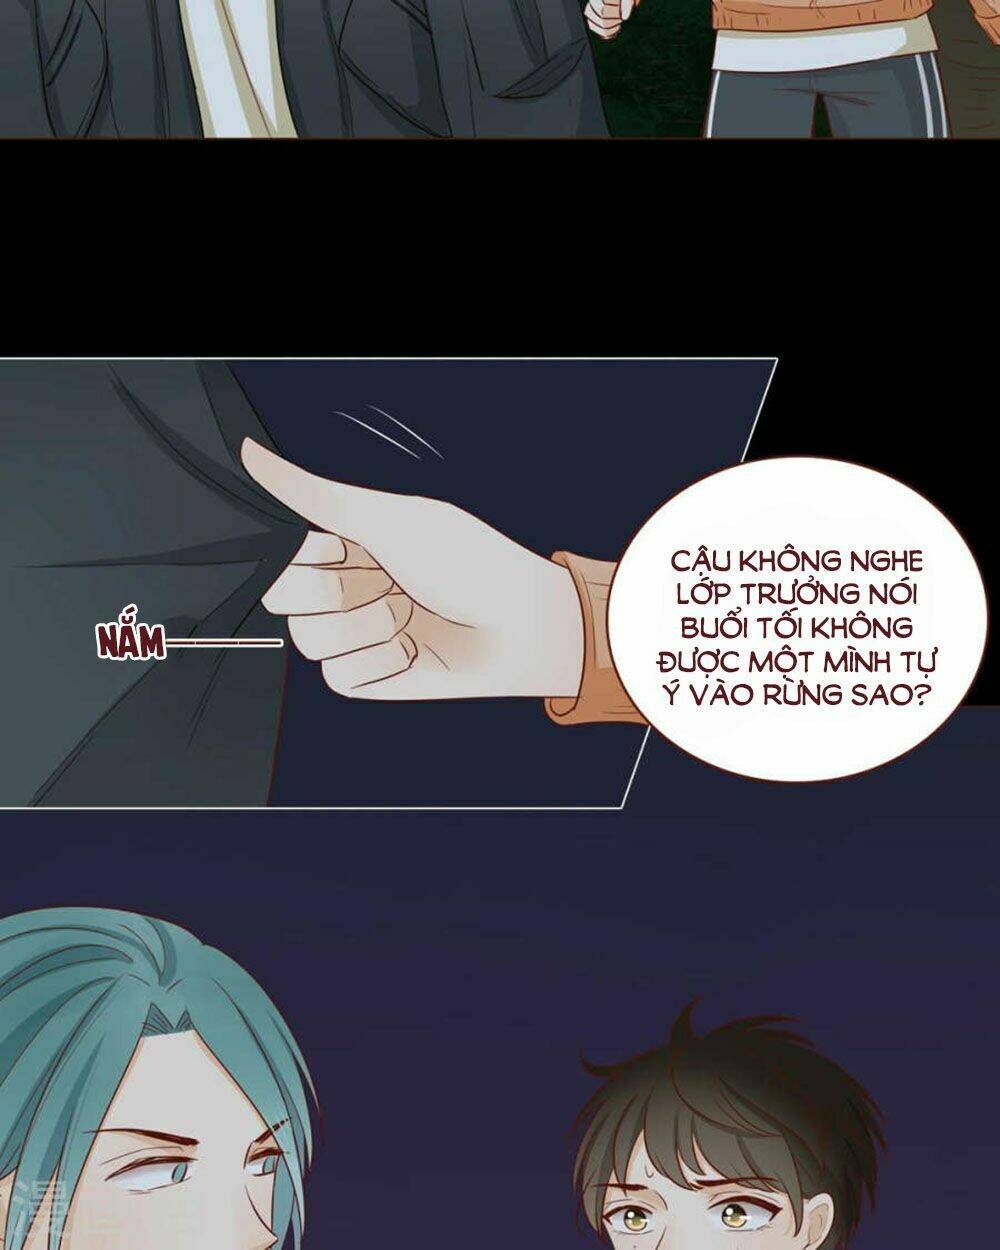 CẬU KHÔNG NGHE
LỚP TRƯỞNG NÓI
BUỔI TỐI KHÔNG
ĐƯỢC MỘT MÌNH TỰ
Ý VÀO RỪNG SAO?
NẮM